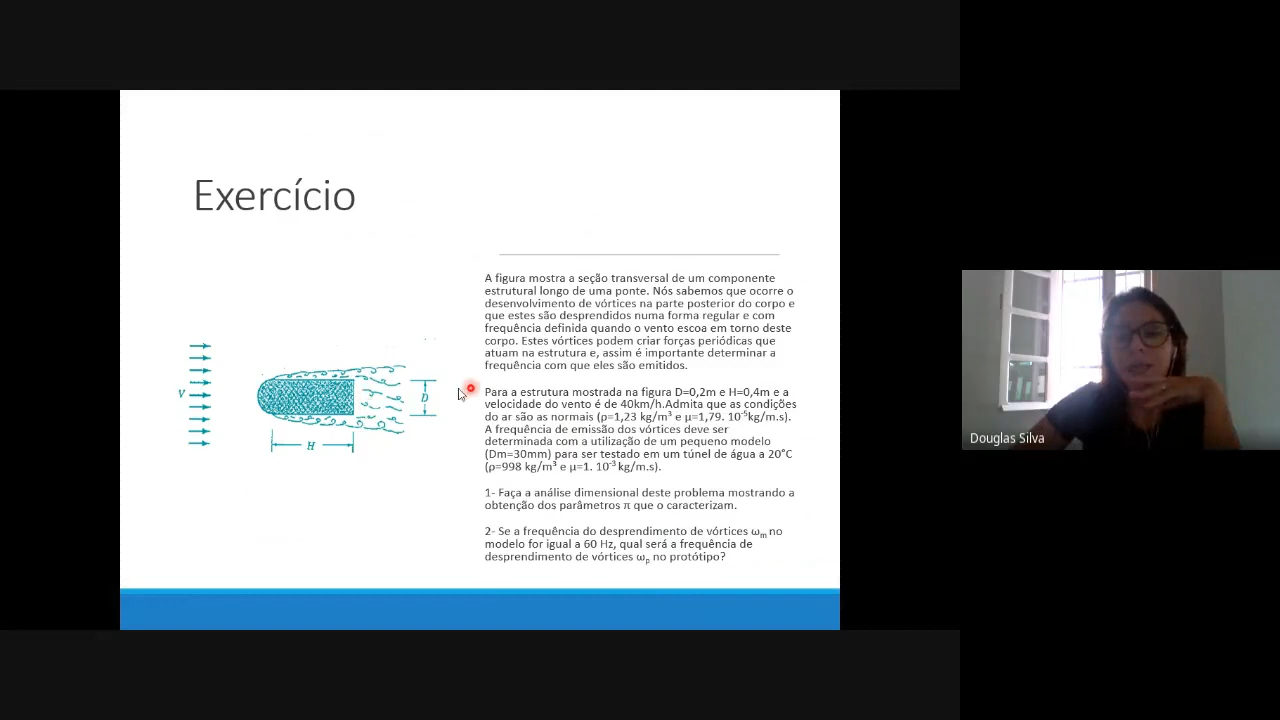 Exercício
A figura mostra a seção transversal de um componente
estrutural longo de uma ponte. Nós sabemos que ocorre o
desenvolvimento de vórtices na parte posterior do corpo e
que estes são desprendidos numa forma regular e com
frequência definida quando o vento escoa em torno deste
corpo. Estes vórtices podem criar forças periódicas que
atuam na estrutura e, assim é importante determinar a
frequência com que eles são emitidos.
Para a estrutura mostrada na figura D=0,2m e H=0,4m e a
velocidade do vento é de 40km/h.Admita que as condições
do ar são as normais (ρ=1,23 kg/m³ e μ=1,79. 10⁻⁵kg/m.s).
A frequência de emissão dos vórtices deve ser
determinada com a utilização de um pequeno modelo
(Dm=30mm) para ser testado em um túnel de água a 20°C
(ρ=998 kg/m³ e μ=1. 10⁻³ kg/m.s).
1- Faça a análise dimensional deste problema mostrando a
obtenção dos parâmetros π que o caracterizam.
2- Se a frequência do desprendimento de vórtices ωm no
modelo for igual a 60 Hz, qual será a frequência de
desprendimento de vórtices ωp no protótipo?
V
D
H
Douglas Silva